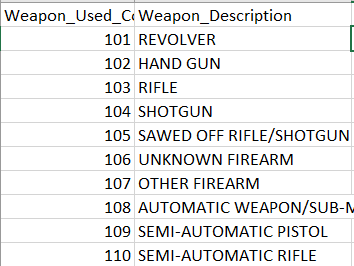 Weapon_Used_Co Weapon_Description
101 REVOLVER
102 HAND GUN
103 RIFLE
104 SHOTGUN
105 SAWED OFF RIFLE/SHOTGUN
106 UNKNOWN FIREARM
107 OTHER FIREARM
108 AUTOMATIC WEAPON/SUB-M
109 SEMI-AUTOMATIC PISTOL
110 SEMI-AUTOMATIC RIFLE